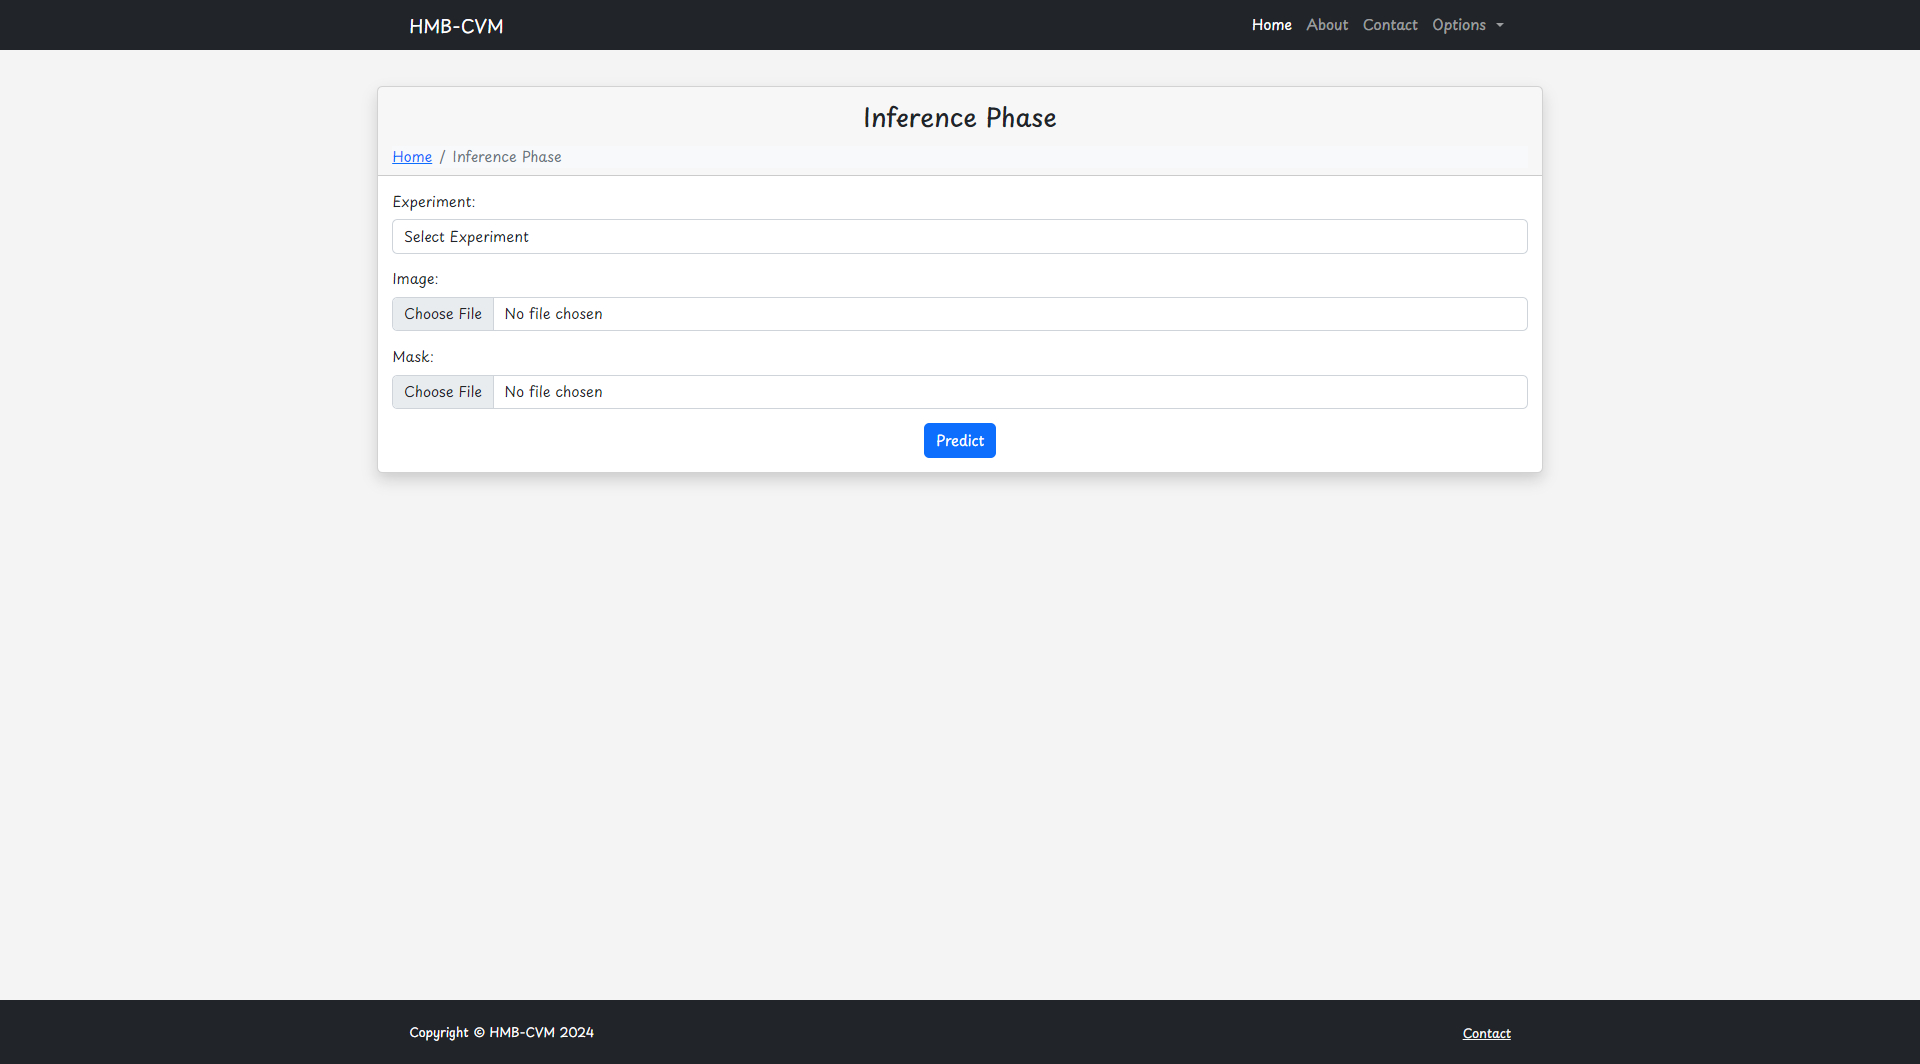 HMB-CVM
Home About Contact Options
Inference Phase
Home / Inference Phase
Experiment:
Select Experiment
Image:
Choose File No file chosen
Mask:
Choose File No file chosen
Predict
Copyright © HMB-CVM 2024
Contact